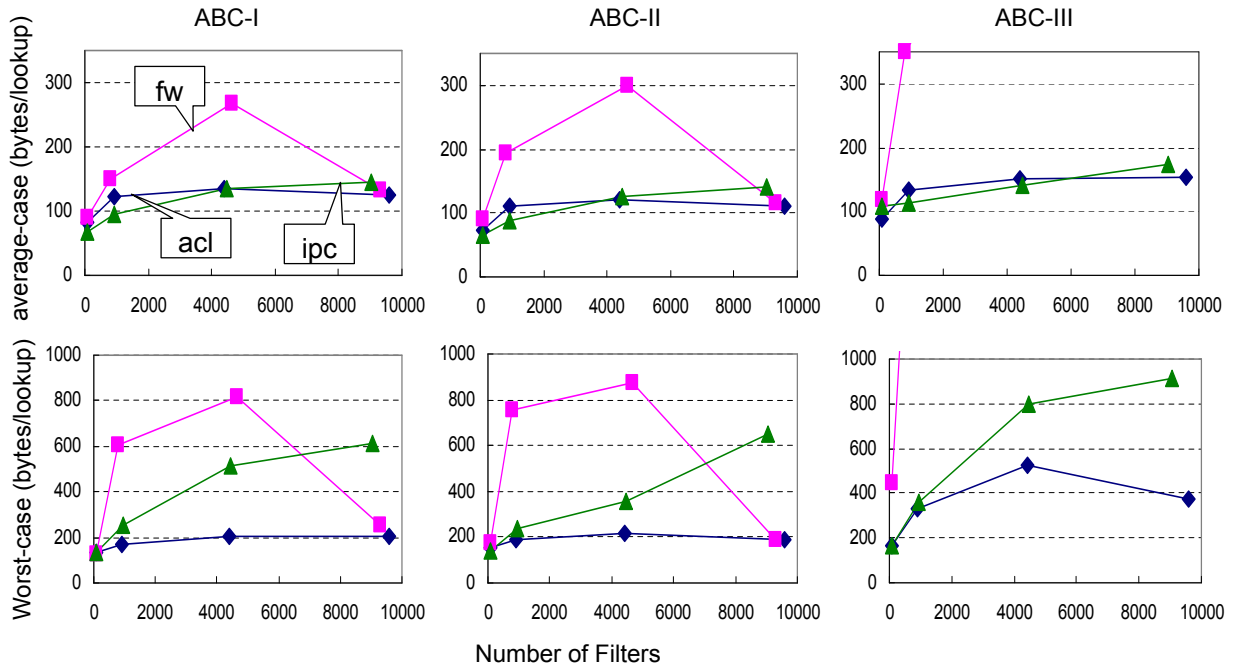 ABC-I ABC-II ABC-III
average-case (bytes/lookup)
300 300 300
200 200 200
100 100 100
0 0 0
fw
acl
ipc
0 2000 4000 6000 8000 10000 0 2000 4000 6000 8000 10000 0 2000 4000 6000 8000 10000
Worst-case (bytes/lookup)
1000 1000 1000
800 800 800
600 600 600
400 400 400
200 200 200
0 0 0
0 2000 4000 6000 8000 10000 0 2000 4000 6000 8000 10000 0 2000 4000 6000 8000 10000
Number of Filters